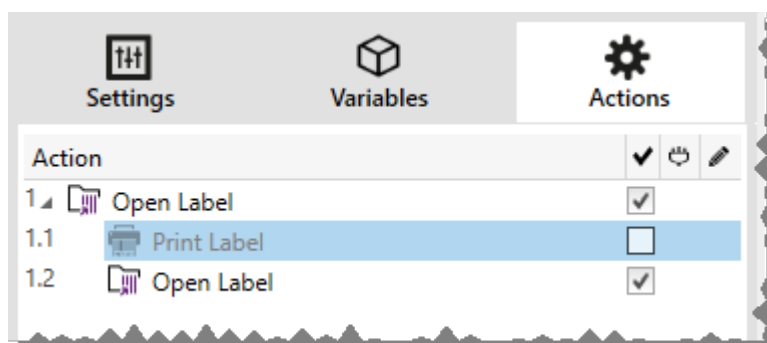 Settings Variables Actions
Action
1 Open Label
1.1 Print Label
1.2 Open Label